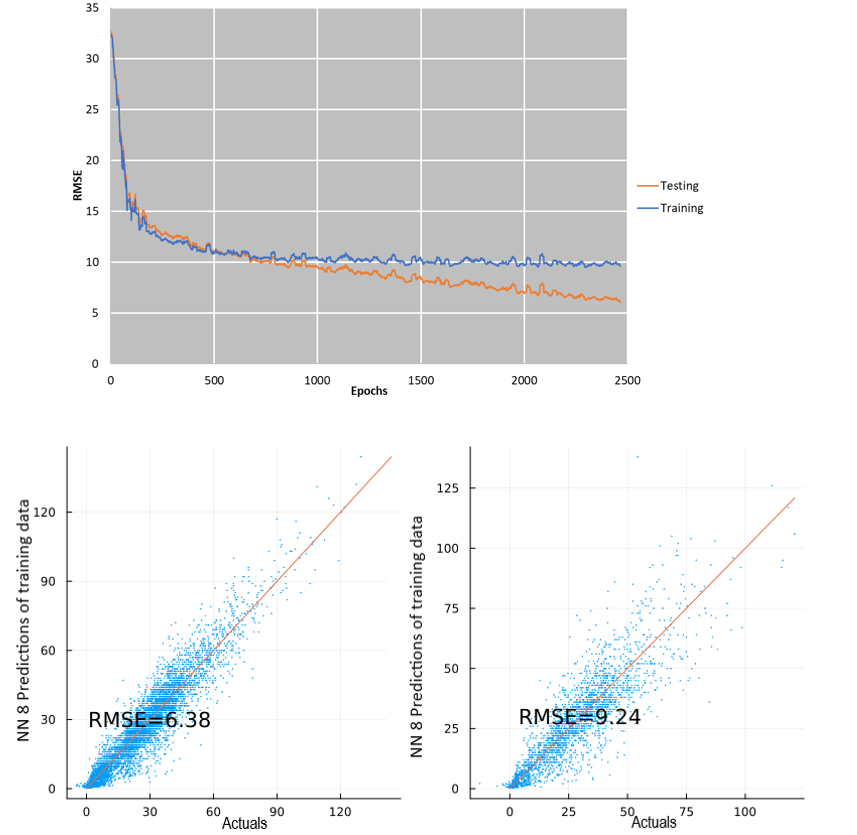 35
30
25
20
15
10
5
0
RMSE
0 500 1000 1500 2000 2500
Epochs
Testing
Training
NN 8 Predictions of training data
120
90
60
30
0
RMSE=6.38
0 30 60 90 120
Actuals
NN 8 Predictions of training data
125
100
75
50
25
0
RMSE=9.24
0 25 50 75 100
Actuals